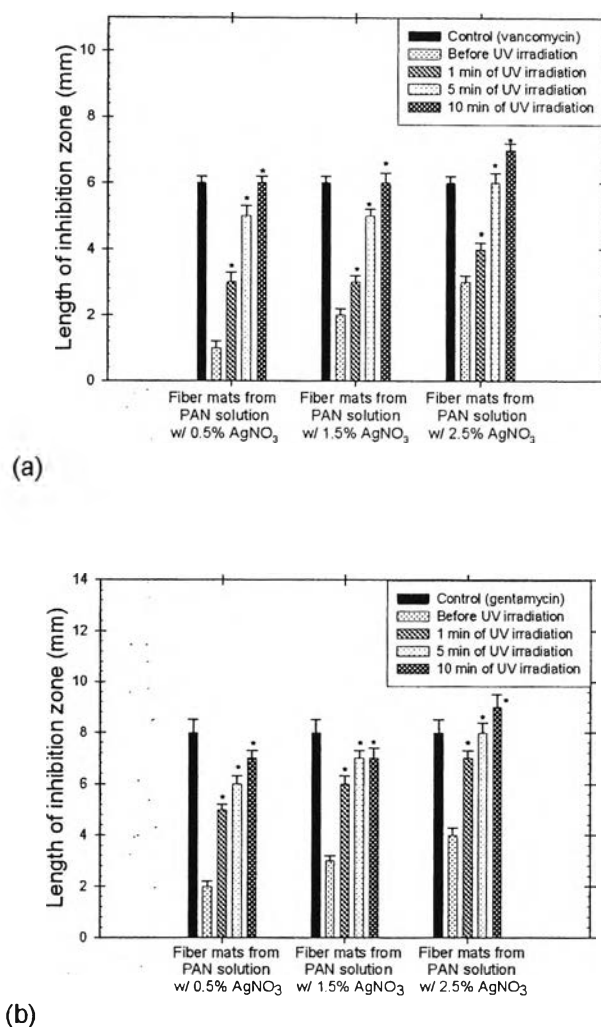 Length of inhibition zone (mm)
10
8
6
4
2
0
Control (vancomycin)
Before UV irradiation
1 min of UV irradiation
5 min of UV irradiation
10 min of UV irradiation
* * * * * * * * *
Fiber mats from PAN solution w/ 0.5% AgNO₃
Fiber mats from PAN solution w/ 1.5% AgNO₃
Fiber mats from PAN solution w/ 2.5% AgNO₃
(a)
Length of inhibition zone (mm)
14
12
10
8
6
4
2
0
Control (gentamycin)
Before UV irradiation
1 min of UV irradiation
5 min of UV irradiation
10 min of UV irradiation
* * * * * * * * *
Fiber mats from PAN solution w/ 0.5% AgNO₃
Fiber mats from PAN solution w/ 1.5% AgNO₃
Fiber mats from PAN solution w/ 2.5% AgNO₃
(b)